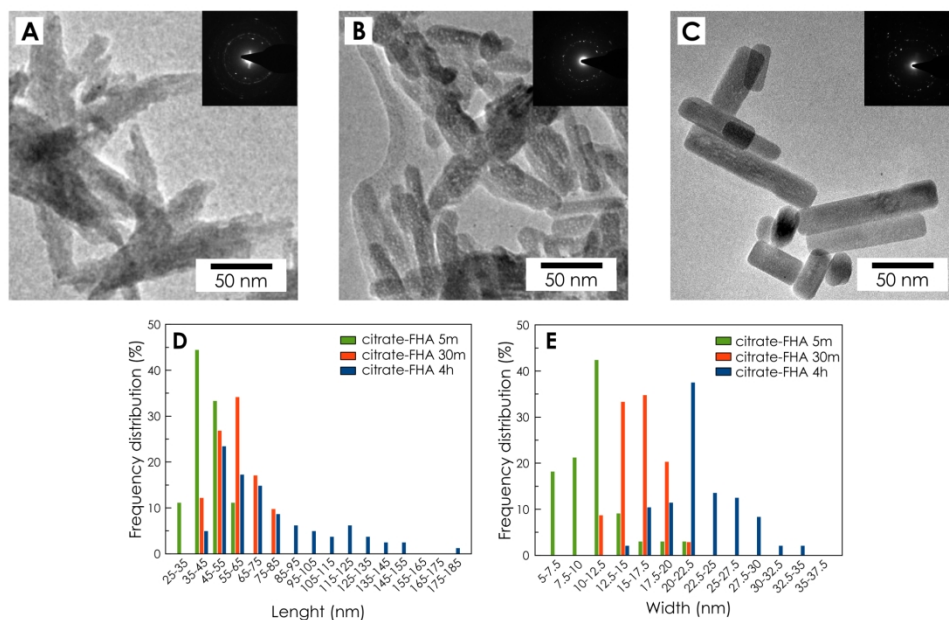 A
50 nm
B
50 nm
C
50 nm
D
citrate-FHA 5m
citrate-FHA 30m
citrate-FHA 4h
Frequency distribution (%)
50
40
30
20
10
0
25-35
35-45
45-55
55-65
65-75
75-85
85-95
95-105
105-115
115-125
125-135
135-145
145-155
155-165
165-175
175-185
Lenght (nm)
E
citrate-FHA 5m
citrate-FHA 30m
citrate-FHA 4h
Frequency distribution (%)
50
40
30
20
10
0
5-7.5
7.5-10
10-12.5
12.5-15
15-17.5
17.5-20
20-22.5
22.5-25
25-27.5
27.5-30
30-32.5
32.5-35
35-37.5
Width (nm)